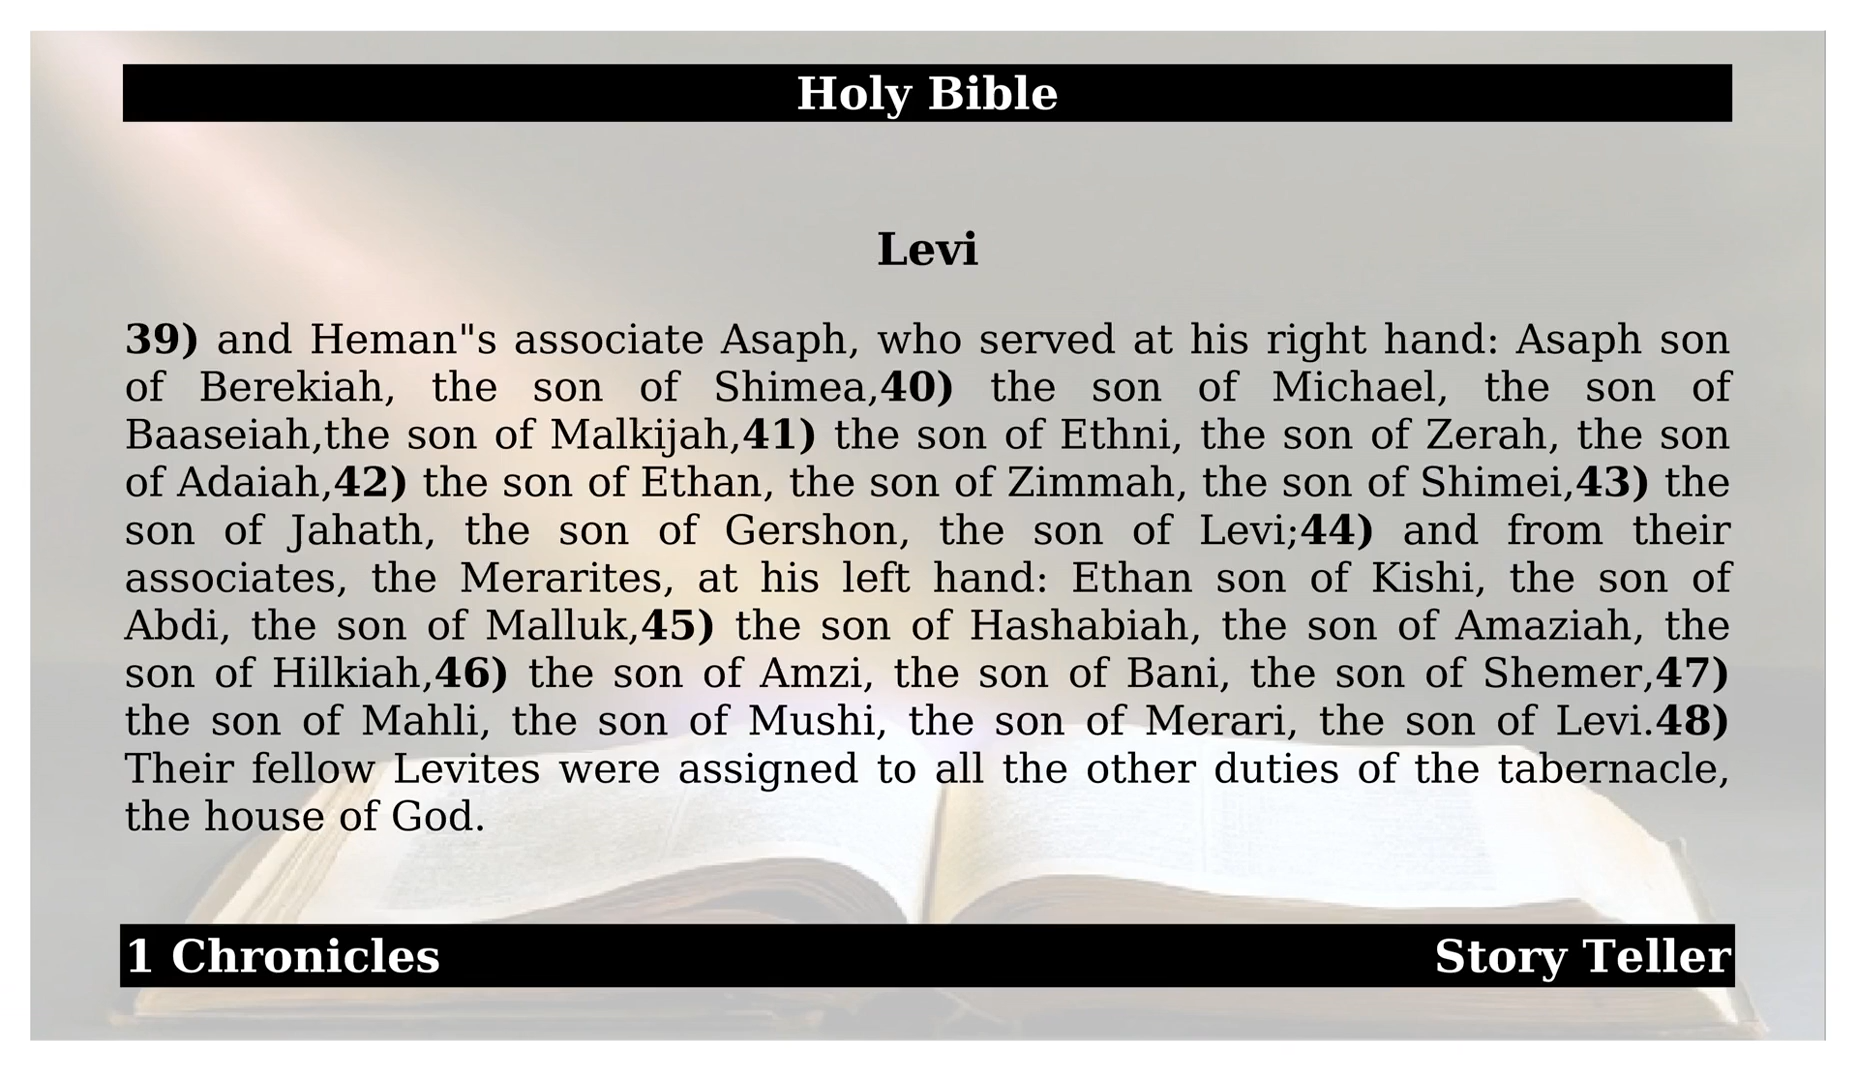 Holy Bible
Levi
39) and Heman"s associate Asaph, who served at his right hand: Asaph son
of Berekiah, the son of Shimea,40) the son of Michael, the son of
Baaseiah,the son of Malkijah,41) the son of Ethni, the son of Zerah, the son
of Adaiah,42) the son of Ethan, the son of Zimmah, the son of Shimei,43) the
son of Jahath, the son of Gershon, the son of Levi;44) and from their
associates, the Merarites, at his left hand: Ethan son of Kishi, the son of
Abdi, the son of Malluk,45) the son of Hashabiah, the son of Amaziah, the
son of Hilkiah,46) the son of Amzi, the son of Bani, the son of Shemer,47)
the son of Mahli, the son of Mushi, the son of Merari, the son of Levi.48)
Their fellow Levites were assigned to all the other duties of the tabernacle,
the house of God.
1 Chronicles Story Teller